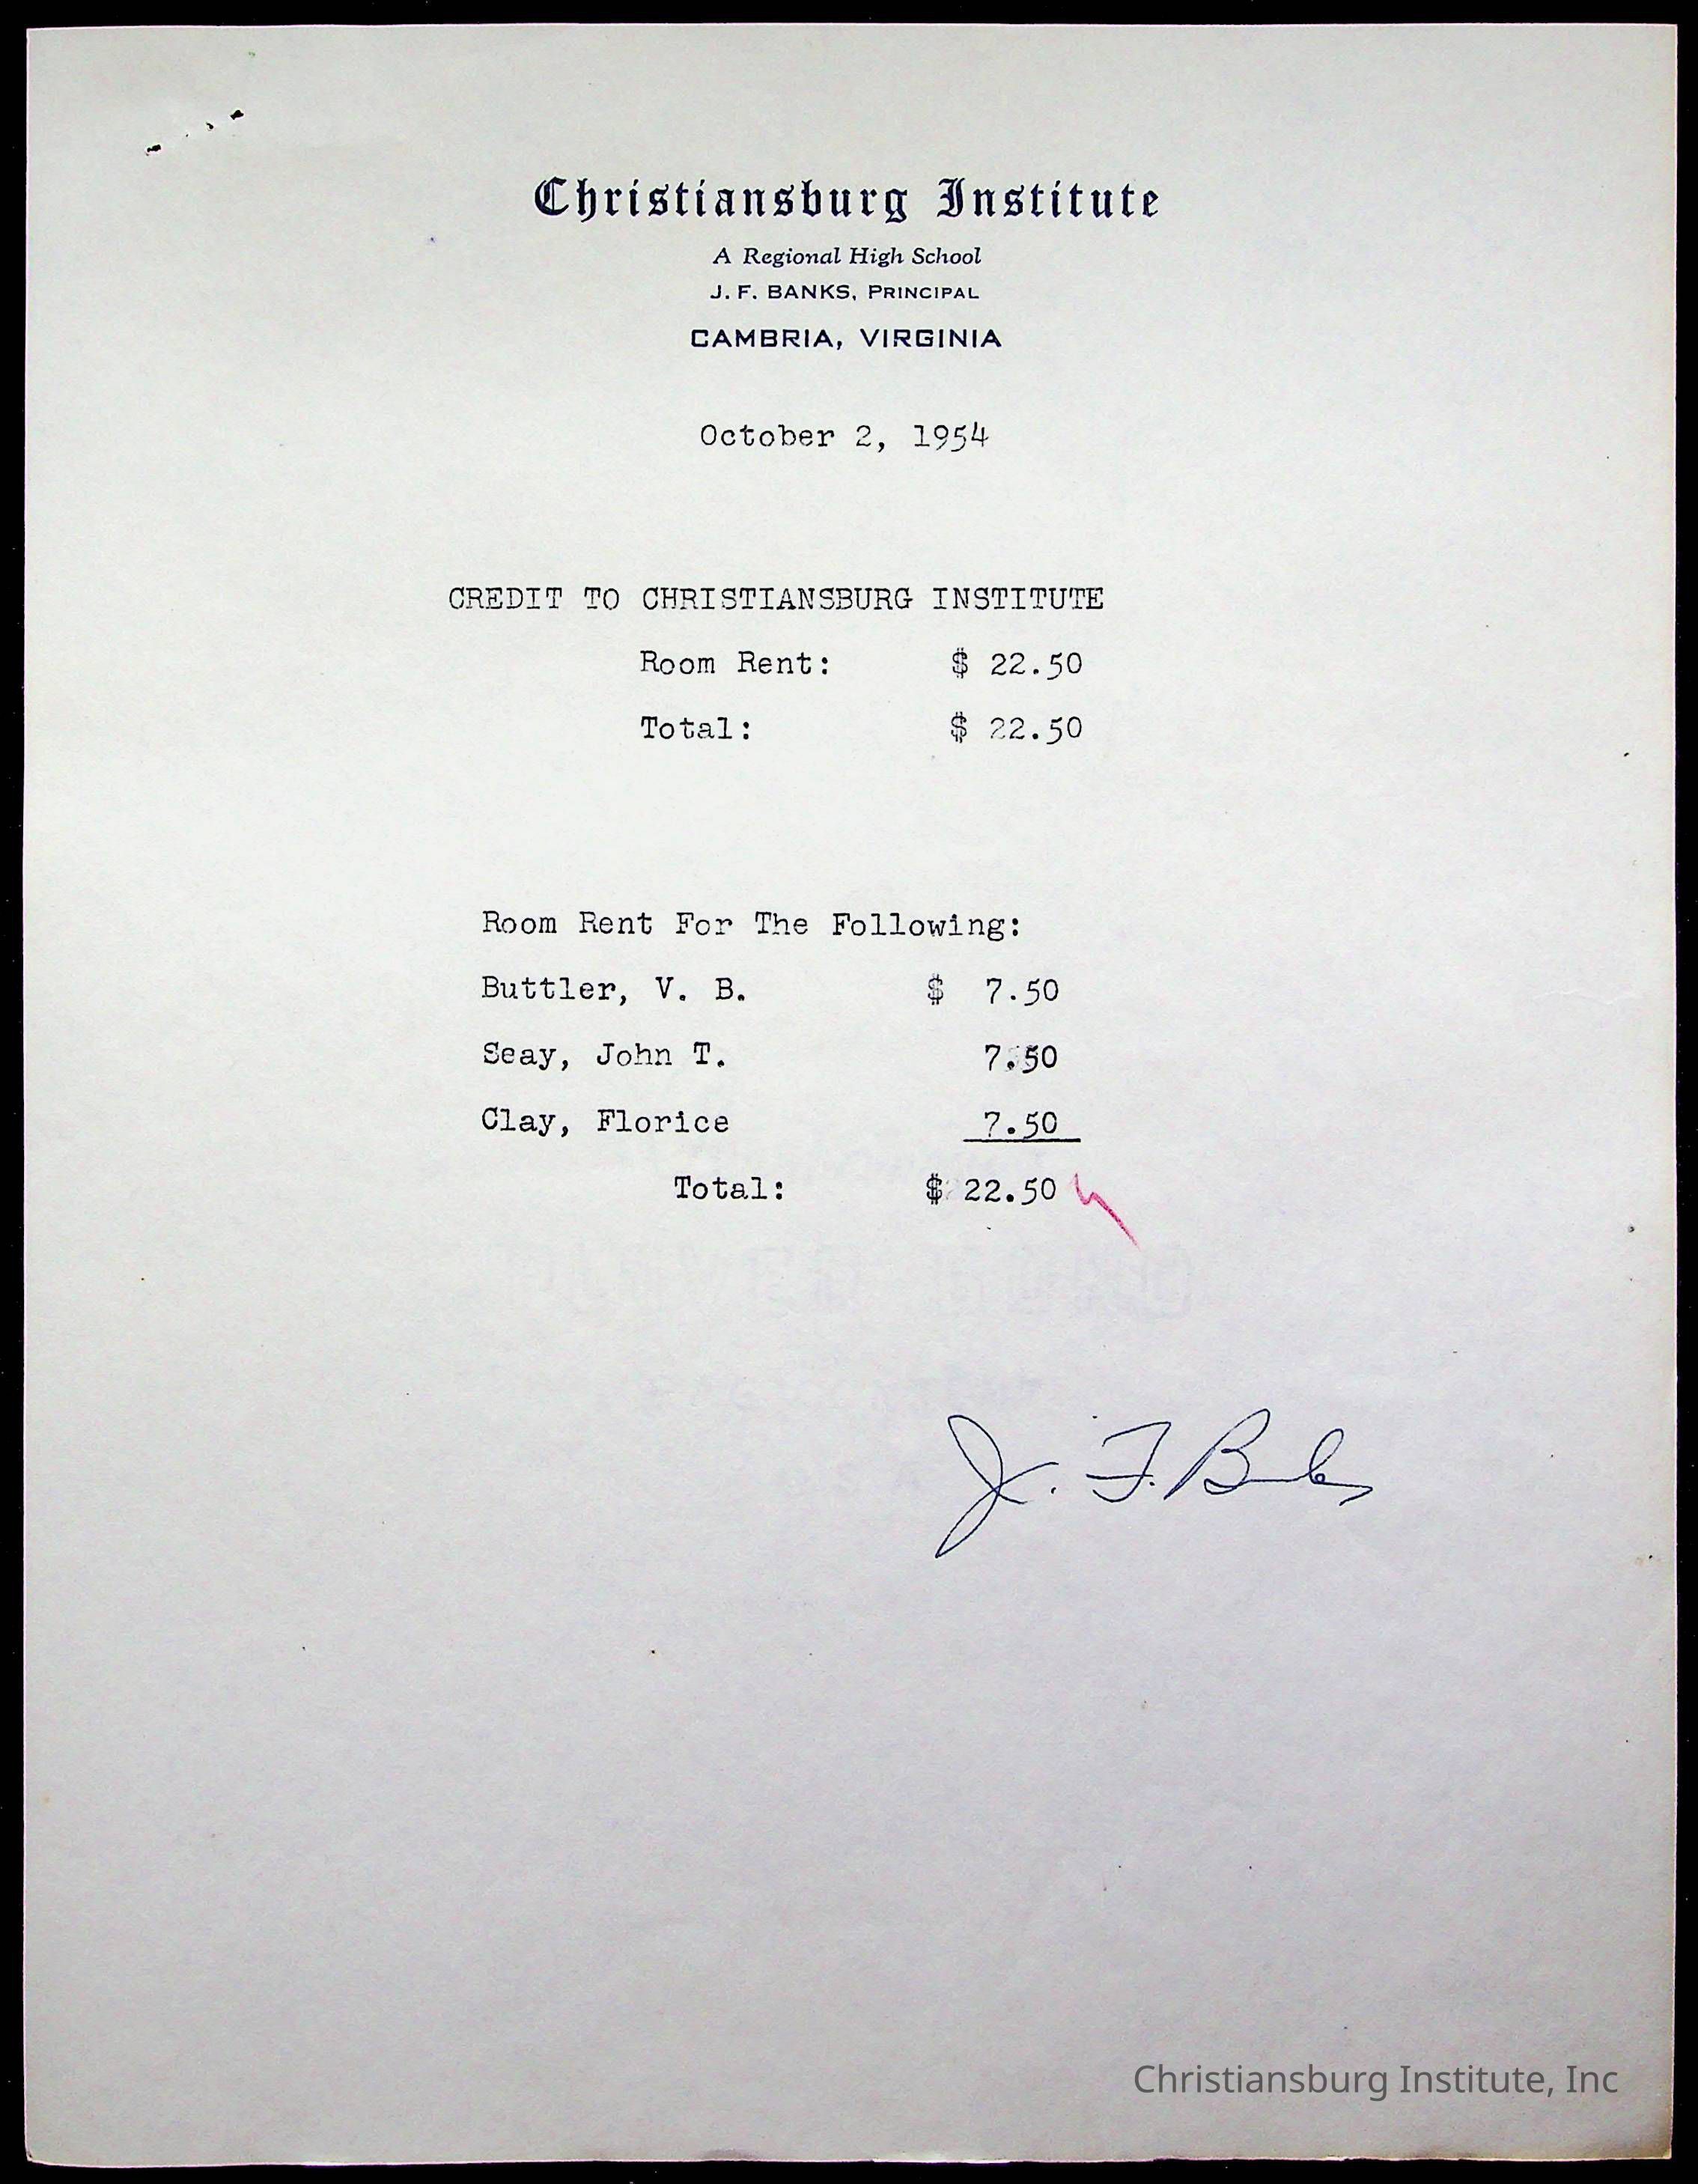 Christiansburg Institute
A Regional High School
J. F. BANKS, PRINCIPAL
CAMBRIA, VIRGINIA
October 2, 1954
CREDIT TO CHRISTIANSBURG INSTITUTE
Room Rent: $ 22.50
Total: $ 22.50
Room Rent For The Following:
Buttler, V. B. $ 7.50
Seay, John T. 7.50
Clay, Florice 7.50
Total: $ 22.50
J. F. Banks
Christiansburg Institute, Inc